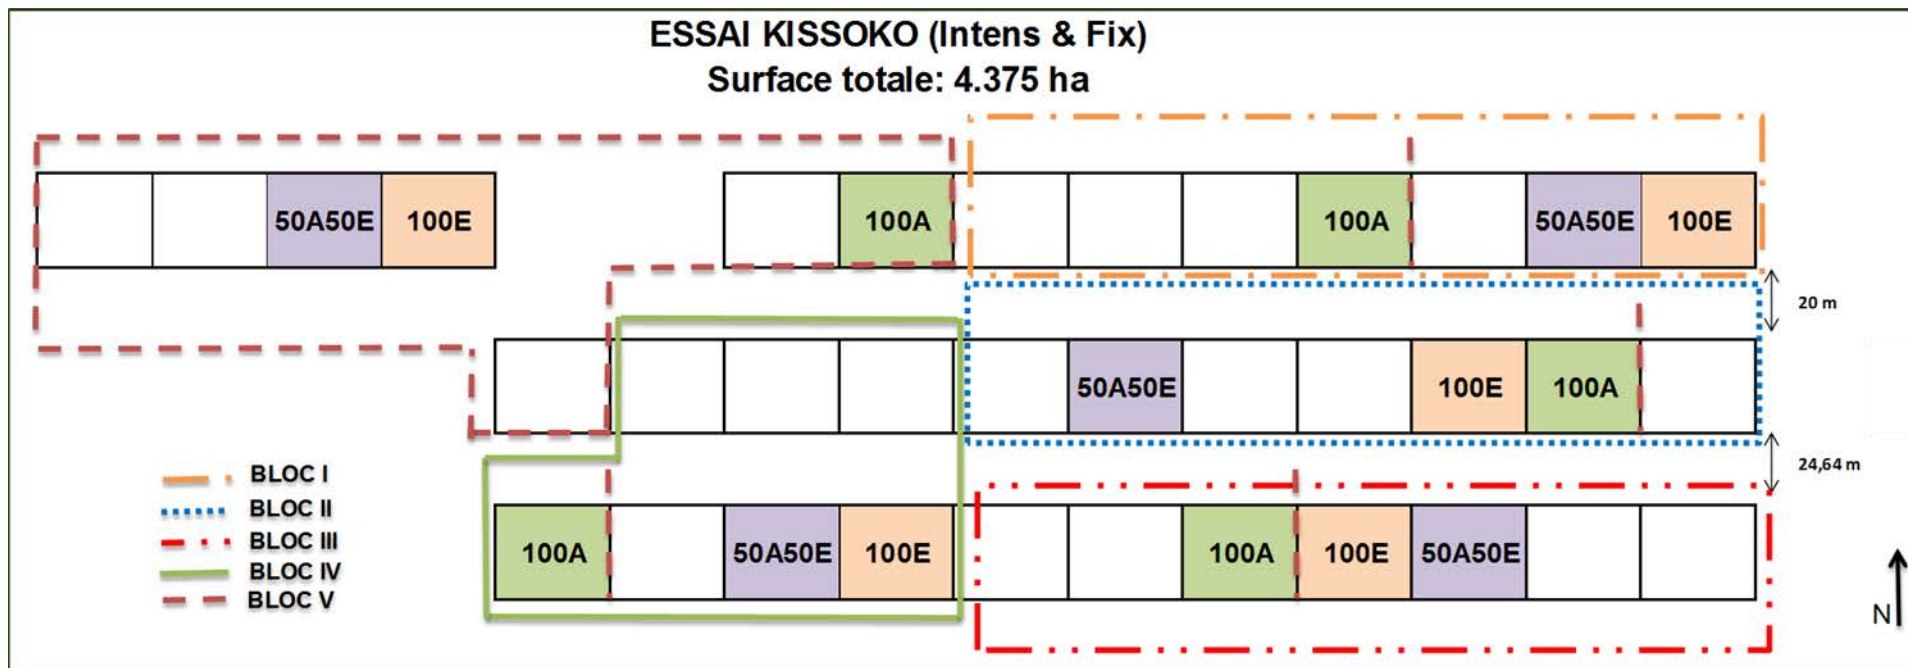 ESSAI KISSOKO (Intens & Fix)
Surface totale: 4.375 ha
50A50E 100E 100A 100A 50A50E 100E
20 m
50A50E 100E 100A
24,64 m
BLOC I
BLOC II
BLOC III
BLOC IV
BLOC V
100A 50A50E 100E 100A 100E 50A50E
N